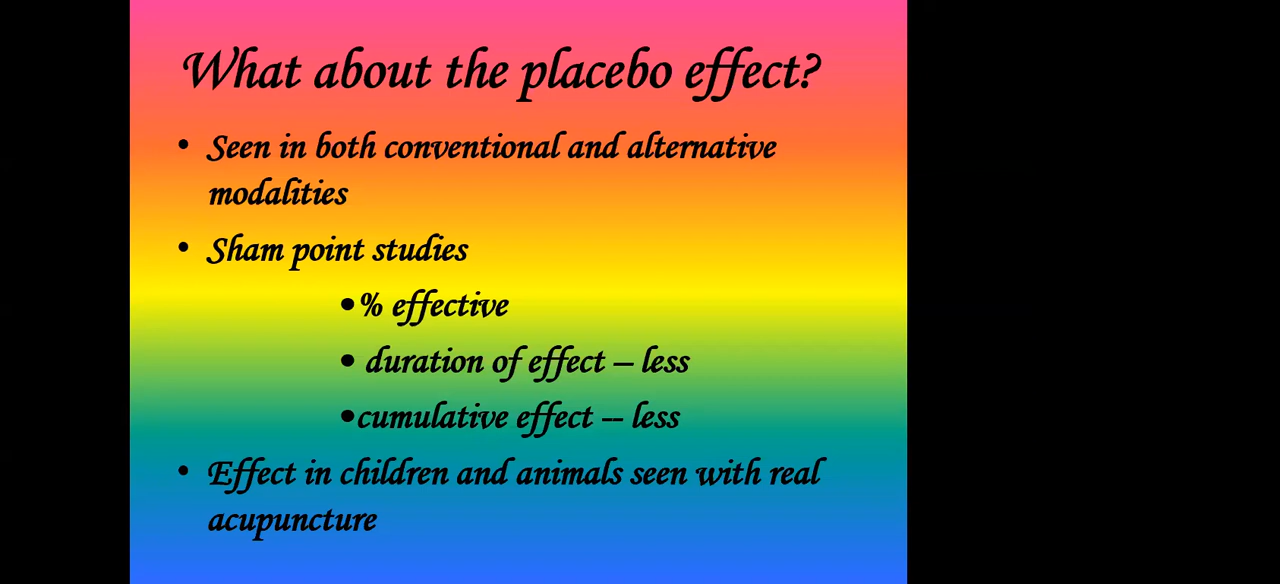 What about the placebo effect?
• Seen in both conventional and alternative
modalities
• Sham point studies
•% effective
• duration of effect – less
•cumulative effect -- less
• Effect in children and animals seen with real
acupuncture